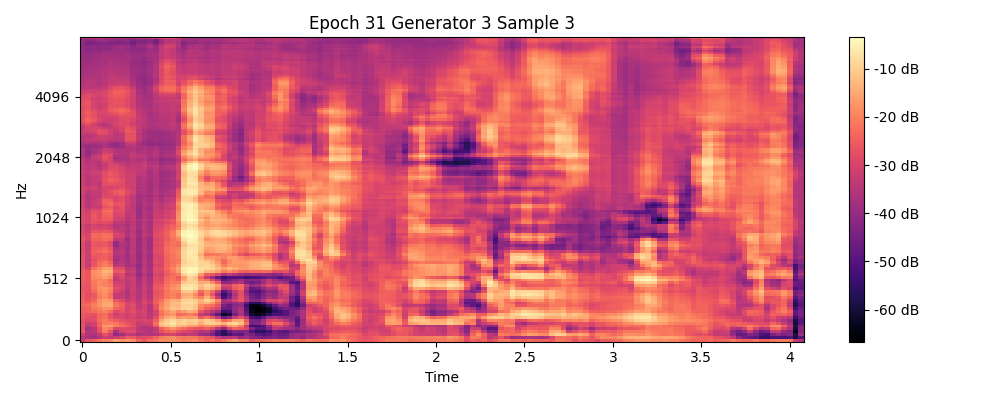 Epoch 31 Generator 3 Sample 3
Hz
4096
2048
1024
512
0
0
0.5
1
1.5
2
2.5
3
3.5
4
Time
-10 dB
-20 dB
-30 dB
-40 dB
-50 dB
-60 dB